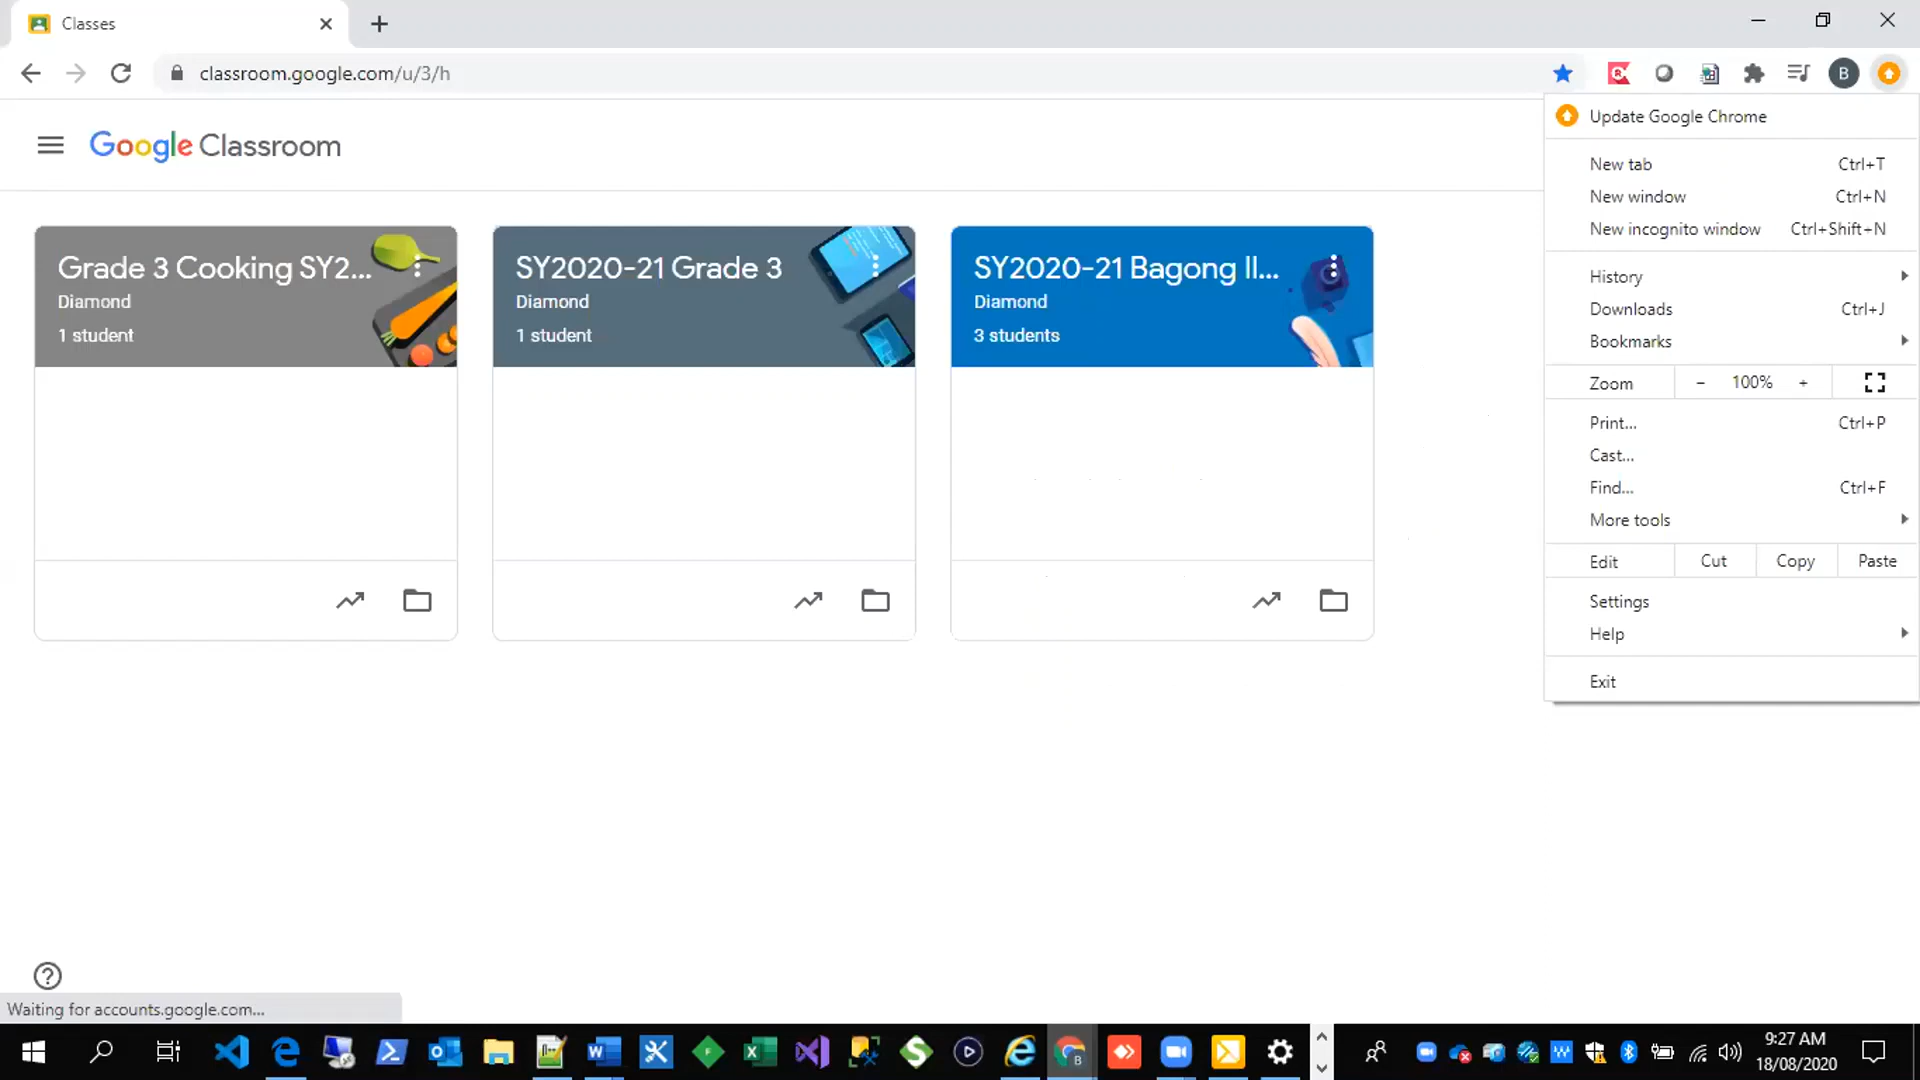 Classes
classroom.google.com/u/3/h
B
Update Google Chrome
New tab Ctrl+T
New window Ctrl+N
New incognito window Ctrl+Shift+N
History
Downloads Ctrl+J
Bookmarks
Zoom - 100% +
Print... Ctrl+P
Cast...
Find... Ctrl+F
More tools
Edit Cut Copy Paste
Settings
Help
Exit
Google Classroom
Grade 3 Cooking SY2...
Diamond
1 student
SY2020-21 Grade 3
Diamond
1 student
SY2020-21 Bagong Il...
Diamond
3 students
Waiting for accounts.google.com...
9:27 AM
18/08/2020